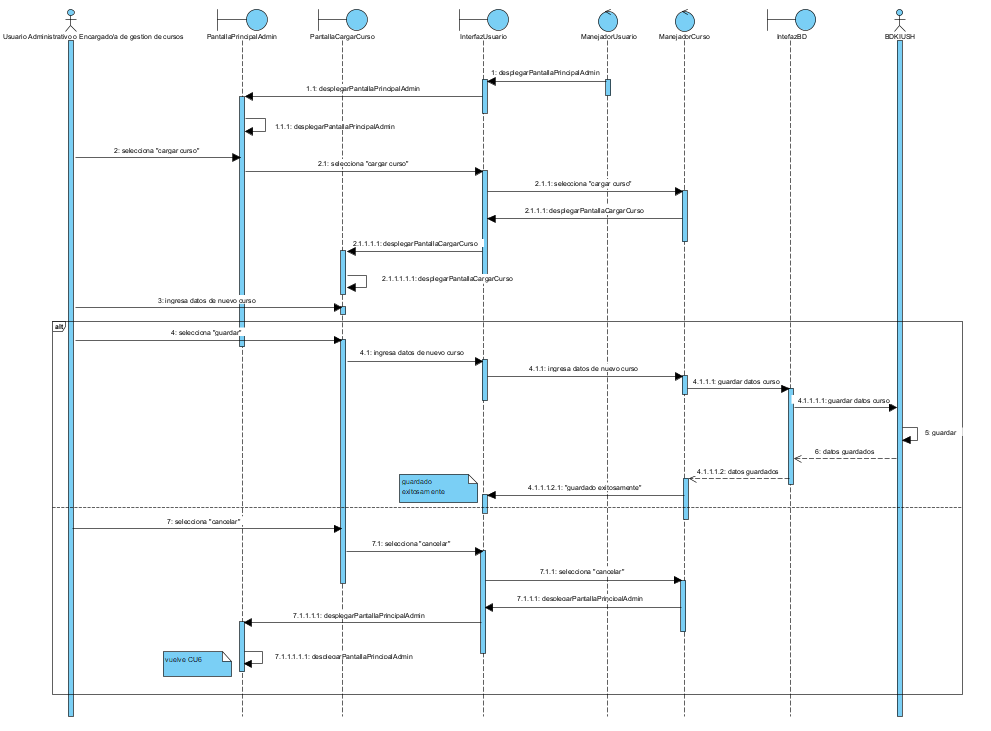 Usuario Administrativo o Encargado/a de gestion de cursos
PantallaPrincipalAdmin
PantallaCargarCurso
InterfazUsuario
ManejadorUsuario
ManejadorCurso
IntefazBD
BDKIUSH
1: desplegarPantallaPrincipalAdmin
1.1: desplegarPantallaPrincipalAdmin
1.1.1: desplegarPantallaPrincipalAdmin
2: selecciona "cargar curso"
2.1: selecciona "cargar curso"
2.1.1: selecciona "cargar curso"
2.1.1.1: desplegarPantallaCargarCurso
2.1.1.1.1: desplegarPantallaCargarCurso
2.1.1.1.1.1: desplegarPantallaCargarCurso
3: ingresa datos de nuevo curso
alt
4: selecciona "guardar"
4.1: ingresa datos de nuevo curso
4.1.1: ingresa datos de nuevo curso
4.1.1.1: guardar datos curso
4.1.1.1.1: guardar datos curso
5: guardar
6: datos guardados
4.1.1.1.2: datos guardados
guardado
exitosamente
4.1.1.1.2.1: "guardado exitosamente"
7: selecciona "cancelar"
7.1: selecciona "cancelar"
7.1.1: selecciona "cancelar"
7.1.1.1: desplegarPantallaPrincipalAdmin
7.1.1.1.1: desplegarPantallaPrincipalAdmin
7.1.1.1.1.1: desplegarPantallaPrincipalAdmin
vuelve CU6